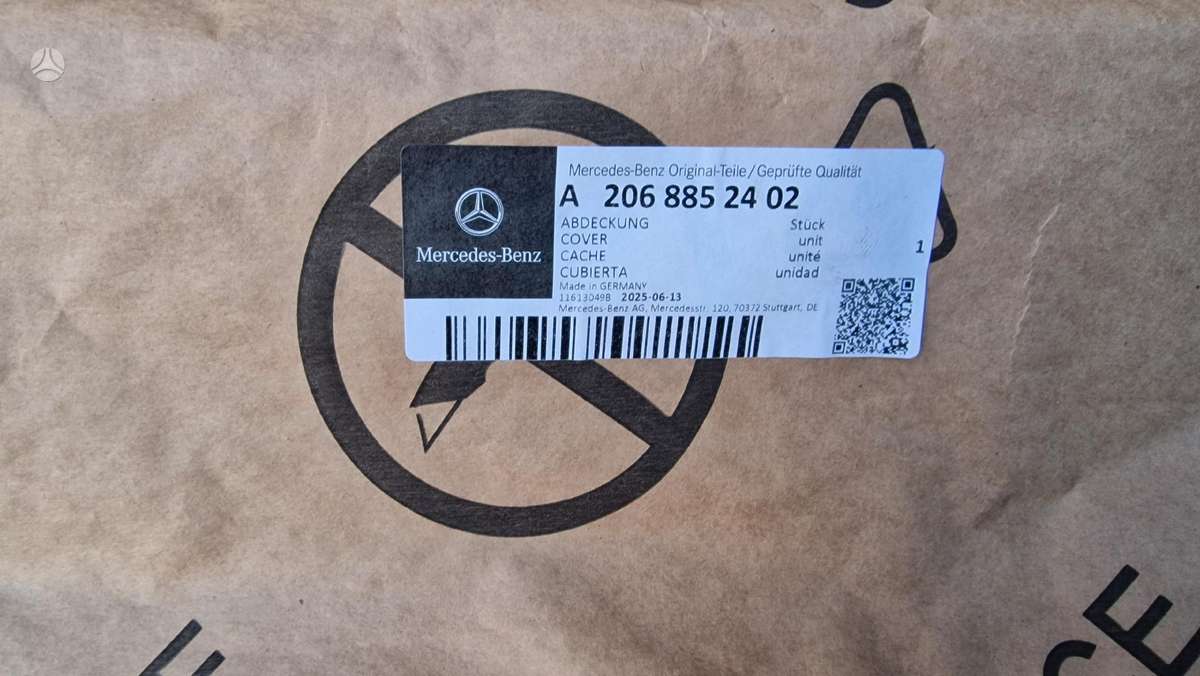 Mercedes-Benz Original-Teile/Geprüfte Qualität
A 206 885 24 02
ABDECKUNG Stück
COVER unit 1
CACHE unité
CUBIERTA unidad
Made in GERMANY
11613049B 2025-06-13
Mercedes-Benz AG, Mercedesstr. 120, 70372 Stuttgart, DE
Mercedes-Benz
CE